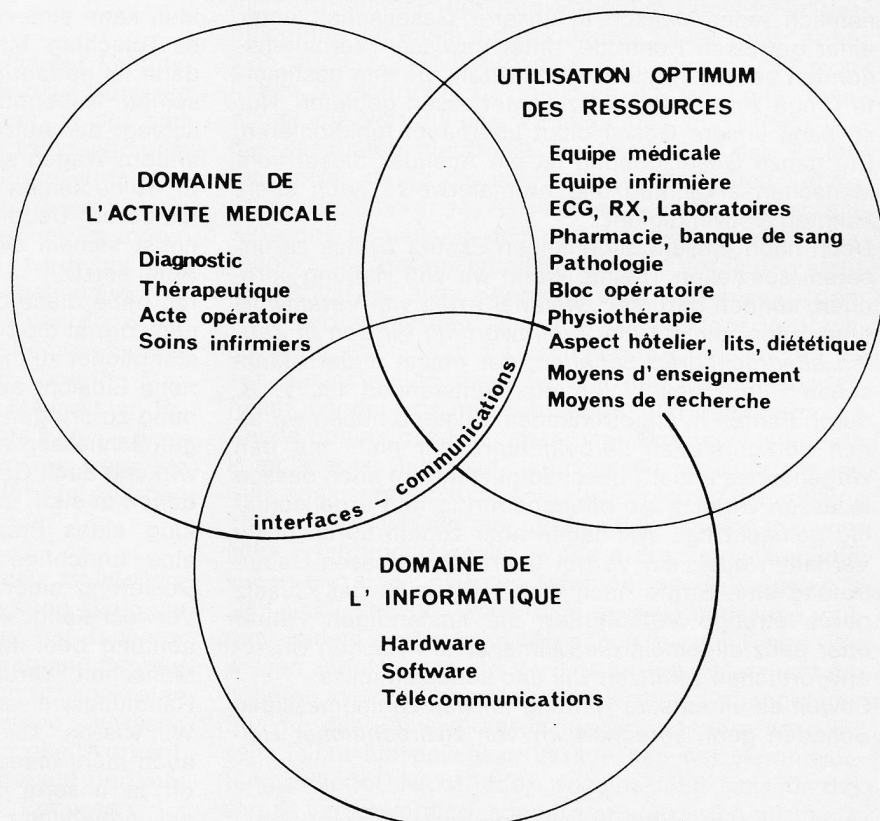 UTILISATION OPTIMUM
DES RESSOURCES
Equipe médicale
Equipe infirmière
ECG, RX, Laboratoires
Pharmacie, banque de sang
Pathologie
Bloc opératoire
Physiothérapie
Aspect hôtelier, lits, diététique
Moyens d'enseignement
Moyens de recherche
DOMAINE DE
L'ACTIVITE MEDICALE
Diagnostic
Thérapeutique
Acte opératoire
Soins infirmiers
interfaces - communications
DOMAINE DE
L' INFORMATIQUE
Hardware
Software
Télécommunications